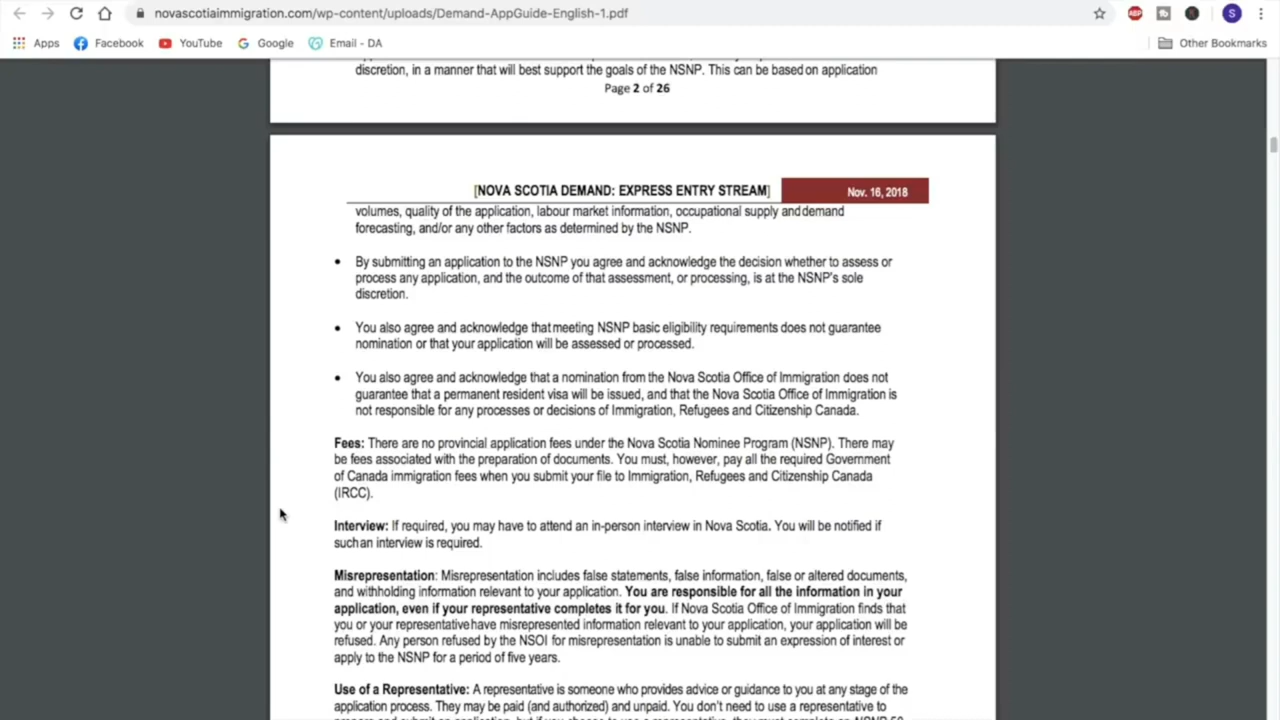 novascotiaimmigration.com/wp-content/uploads/Demand-AppGuide-English-1.pdf
ABP
S
Apps
Facebook
YouTube
Google
Email - DA
Other Bookmarks
discretion, in a manner that will best support the goals of the NSNP. This can be based on application
Page 2 of 26
[NOVA SCOTIA DEMAND: EXPRESS ENTRY STREAM]
Nov. 16, 2018
volumes, quality of the application, labour market information, occupational supply and demand
forecasting, and/or any other factors as determined by the NSNP.
• By submitting an application to the NSNP you agree and acknowledge the decision whether to assess or
process any application, and the outcome of that assessment, or processing, is at the NSNP's sole
discretion.
• You also agree and acknowledge that meeting NSNP basic eligibility requirements does not guarantee
nomination or that your application will be assessed or processed.
• You also agree and acknowledge that a nomination from the Nova Scotia Office of Immigration does not
guarantee that a permanent resident visa will be issued, and that the Nova Scotia Office of Immigration is
not responsible for any processes or decisions of Immigration, Refugees and Citizenship Canada.
Fees: There are no provincial application fees under the Nova Scotia Nominee Program (NSNP). There may
be fees associated with the preparation of documents. You must, however, pay all the required Government
of Canada immigration fees when you submit your file to Immigration, Refugees and Citizenship Canada
(IRCC).
Interview: If required, you may have to attend an in-person interview in Nova Scotia. You will be notified if
such an interview is required.
Misrepresentation: Misrepresentation includes false statements, false information, false or altered documents,
and withholding information relevant to your application. You are responsible for all the information in your
application, even if your representative completes it for you. If Nova Scotia Office of Immigration finds that
you or your representative have misrepresented information relevant to your application, your application will be
refused. Any person refused by the NSOI for misrepresentation is unable to submit an expression of interest or
apply to the NSNP for a period of five years.
Use of a Representative: A representative is someone who provides advice or guidance to you at any stage of the
application process. They may be paid (and authorized) and unpaid. You don't need to use a representative to